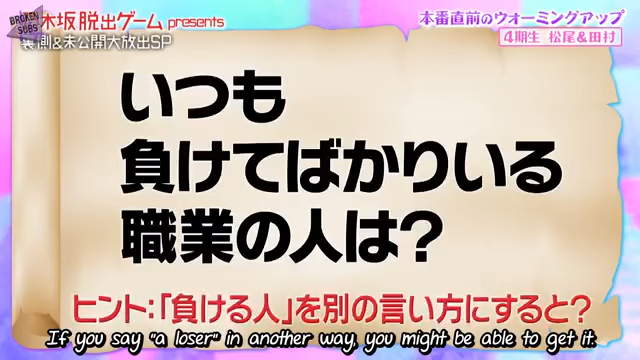 BROKEN SUBS
木坂脱出ゲーム presents
裏側&未公開大放出SP
本番直前のウォーミングアップ
4期生 松尾&田村
いつも
負けてばかりいる
職業の人は?
ヒント:「負ける人」を別の言い方にすると?
If you say "a loser" in another way, you might be able to get it.